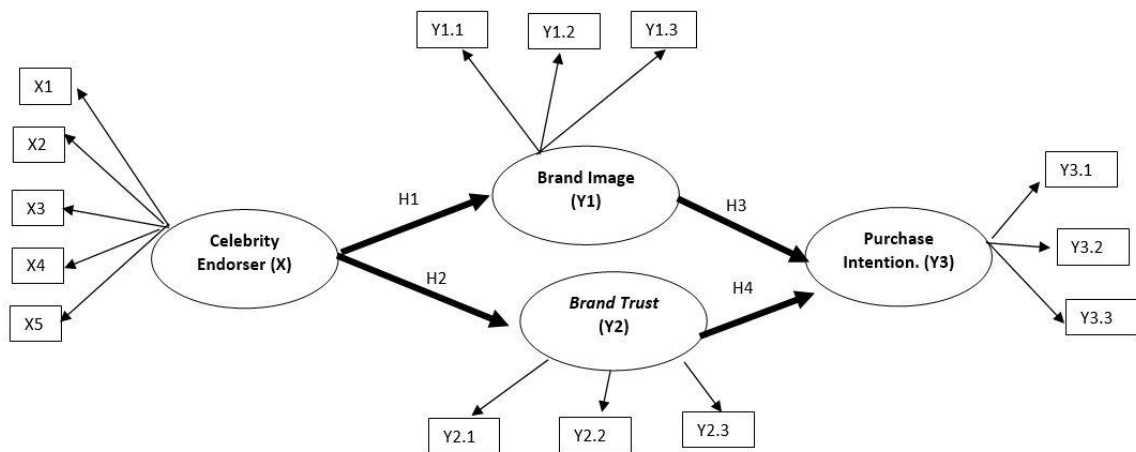 Y1.1
Y1.2
Y1.3
X1
X2
X3
X4
X5
Celebrity
Endorser (X)
H1
H2
Brand Image
(Y1)
Brand Trust
(Y2)
H3
H4
Purchase
Intention. (Y3)
Y3.1
Y3.2
Y3.3
Y2.1
Y2.2
Y2.3